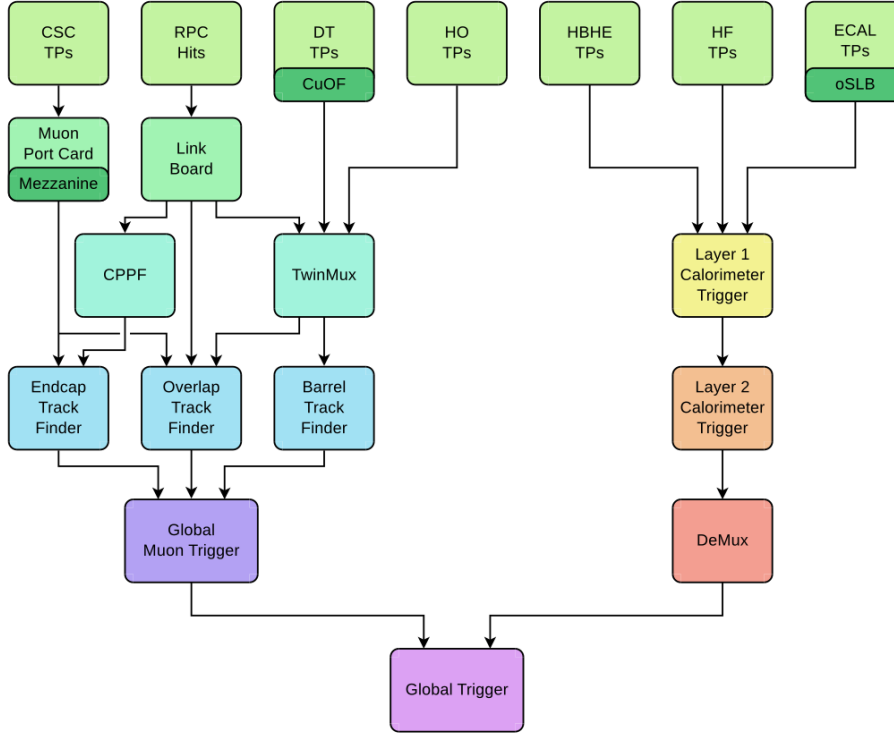 CSC
TPs
RPC
Hits
DT
TPs
CuOF
HO
TPs
HBHE
TPs
HF
TPs
ECAL
TPs
oSLB
Muon
Port Card
Mezzanine
Link
Board
CPPF
TwinMux
Layer 1
Calorimeter
Trigger
Endcap
Track
Finder
Overlap
Track
Finder
Barrel
Track
Finder
Layer 2
Calorimeter
Trigger
Global
Muon Trigger
DeMux
Global Trigger